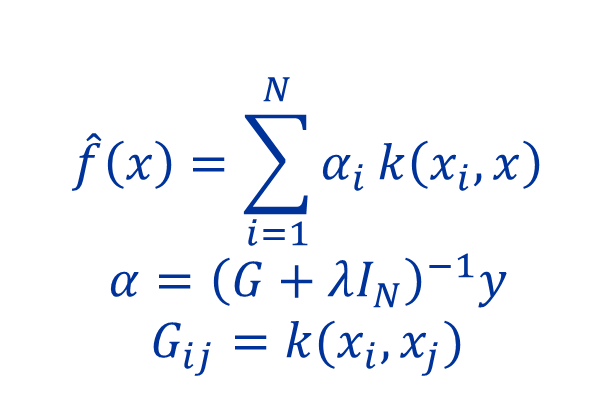 f̂(x) = ∑_{i=1}^{N} α_i k(x_i, x)
α = (G + λI_N)^{-1}y
G_{ij} = k(x_i, x_j)